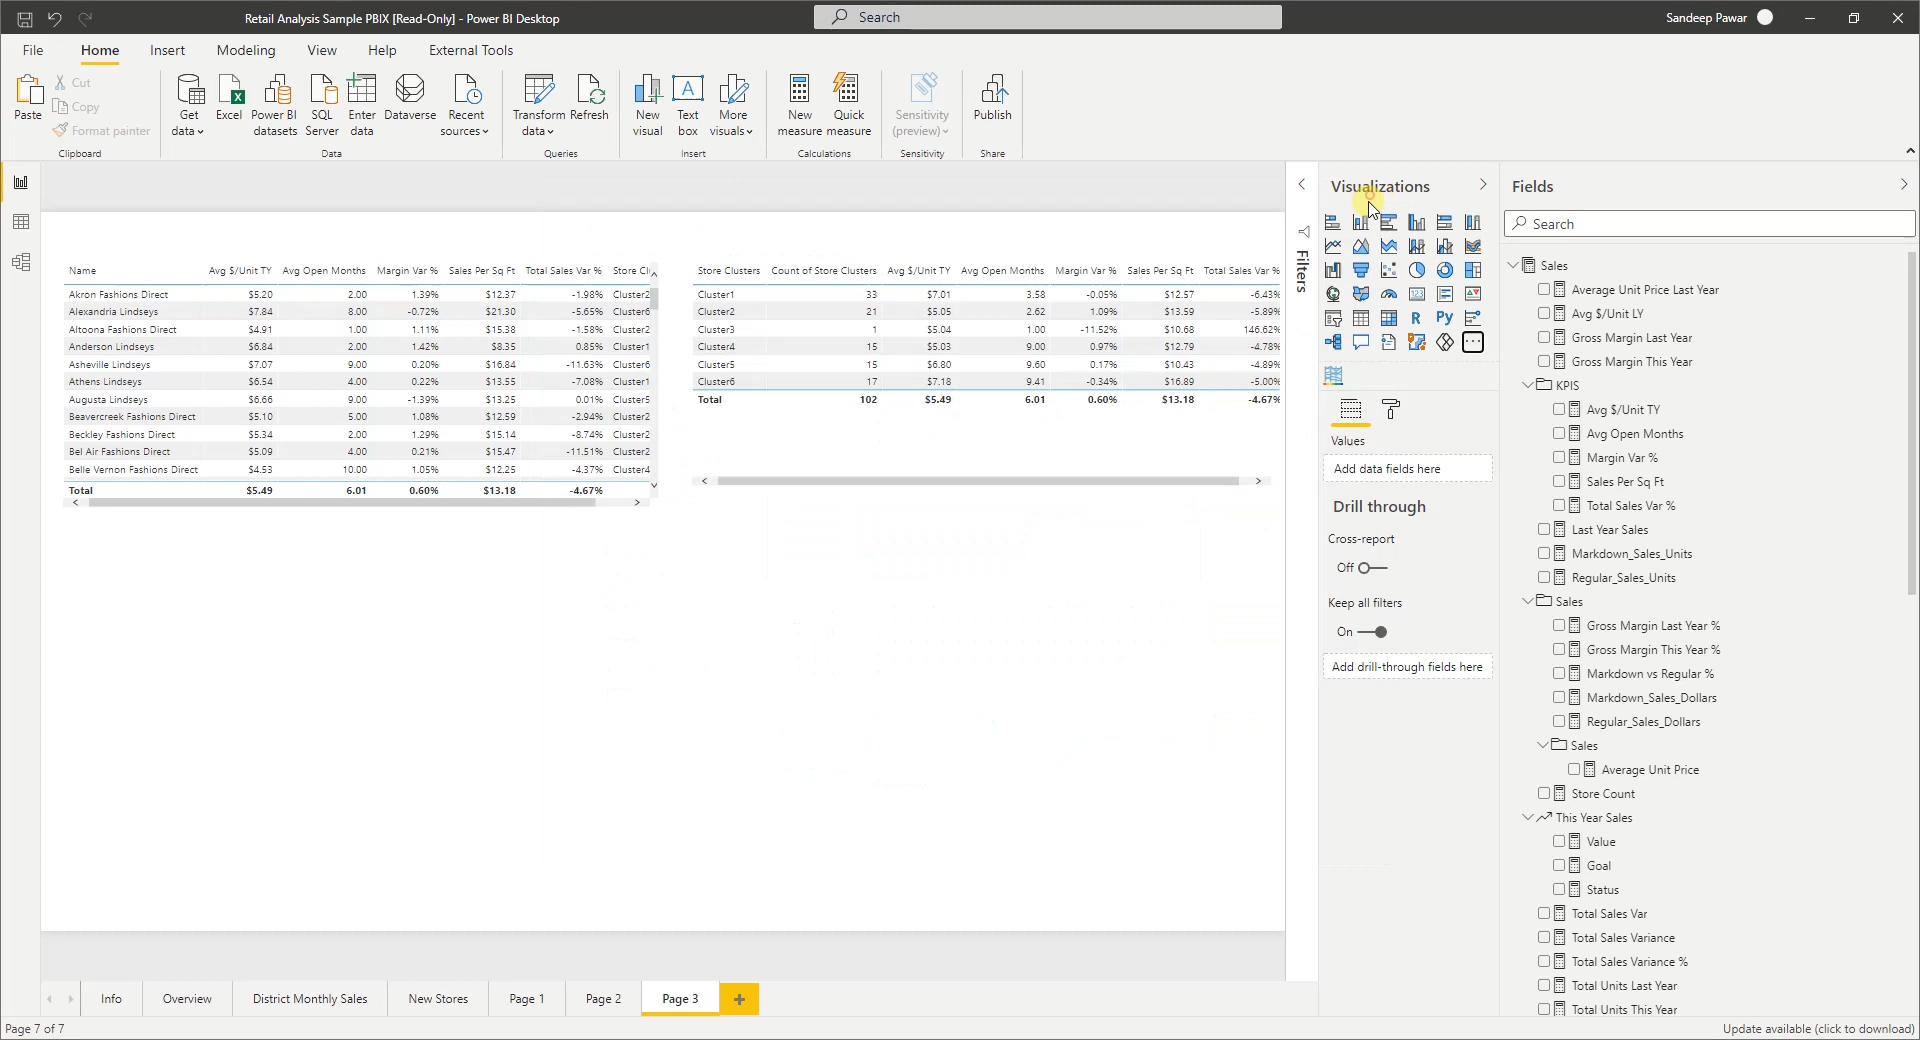 Retail Analysis Sample PBIX [Read-Only] - Power BI Desktop
Search
Sandeep Pawar
File Home Insert Modeling View Help External Tools
Paste
Cut
Copy
Format painter
Clipboard
Get data
Excel
Power BI datasets
SQL Server
Enter data
Dataverse
Recent sources
Data
Transform data
Refresh
Queries
New visual
Text box
More visuals
Insert
New measure
Quick measure
Calculations
Sensitivity (preview)
Sensitivity
Publish
Share
Name Avg $/Unit TY Avg Open Months Margin Var % Sales Per Sq Ft Total Sales Var % Store Clu
Akron Fashions Direct $5.20 2.00 1.39% $12.37 -1.98% Cluster2
Alexandria Lindseys $7.84 8.00 -0.72% $21.30 -5.65% Cluster6
Altoona Fashions Direct $4.91 1.00 1.11% $15.38 -1.58% Cluster2
Anderson Lindseys $6.84 2.00 1.42% $8.35 0.85% Cluster1
Asheville Lindseys $7.07 9.00 0.20% $16.84 -11.63% Cluster6
Athens Lindseys $6.54 4.00 0.22% $13.55 -7.08% Cluster1
Augusta Lindseys $6.66 9.00 -1.39% $13.25 0.01% Cluster5
Beavercreek Fashions Direct $5.10 5.00 1.08% $12.59 -2.94% Cluster2
Beckley Fashions Direct $5.34 2.00 1.29% $15.14 -8.74% Cluster2
Bel Air Fashions Direct $5.09 4.00 0.21% $15.47 -11.51% Cluster2
Belle Vernon Fashions Direct $4.53 10.00 1.05% $12.25 -4.37% Cluster4
Total $5.49 6.01 0.60% $13.18 -4.67%
Store Clusters Count of Store Clusters Avg $/Unit TY Avg Open Months Margin Var % Sales Per Sq Ft Total Sales Var %
Cluster1 33 $7.01 3.58 -0.05% $12.57 -6.43%
Cluster2 21 $5.05 2.62 1.09% $13.59 -5.89%
Cluster3 1 $5.04 1.00 -11.52% $10.68 146.62%
Cluster4 15 $5.03 9.00 0.97% $12.79 -4.78%
Cluster5 15 $6.80 9.60 0.17% $10.43 -4.89%
Cluster6 17 $7.18 9.41 -0.34% $16.89 -5.00%
Total 102 $5.49 6.01 0.60% $13.18 -4.67%
Filters
Visualizations
R
Py
Values
Add data fields here
Drill through
Cross-report
Off
Keep all filters
On
Add drill-through fields here
Fields
Search
Sales
Average Unit Price Last Year
Avg $/Unit LY
Gross Margin Last Year
Gross Margin This Year
KPIS
Avg $/Unit TY
Avg Open Months
Margin Var %
Sales Per Sq Ft
Total Sales Var %
Last Year Sales
Markdown_Sales_Units
Regular_Sales_Units
Sales
Gross Margin Last Year %
Gross Margin This Year %
Markdown vs Regular %
Markdown_Sales_Dollars
Regular_Sales_Dollars
Sales
Average Unit Price
Store Count
This Year Sales
Value
Goal
Status
Total Sales Var
Total Sales Variance
Total Sales Variance %
Total Units Last Year
Total Units This Year
Info Overview District Monthly Sales New Stores Page 1 Page 2 Page 3
Page 7 of 7
Update available (click to download)